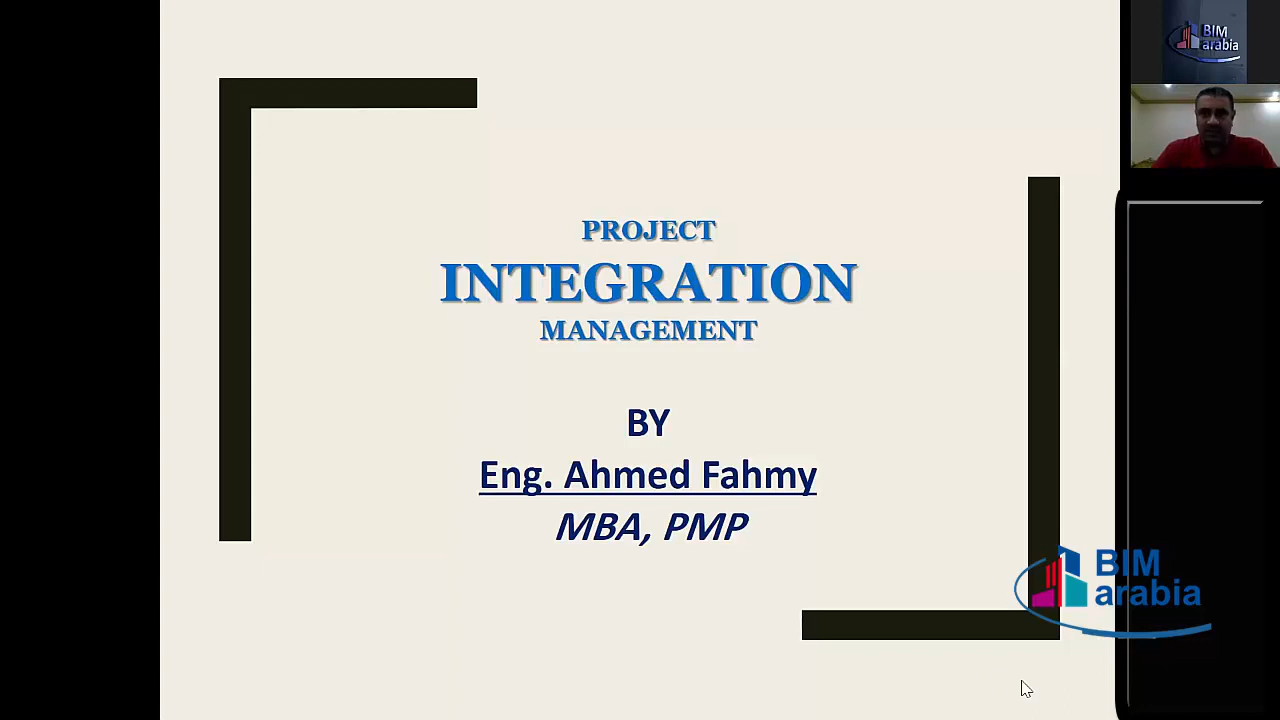 PROJECT
INTEGRATION
MANAGEMENT
BY
Eng. Ahmed Fahmy
MBA, PMP
BIM
arabia
BIM
arabia